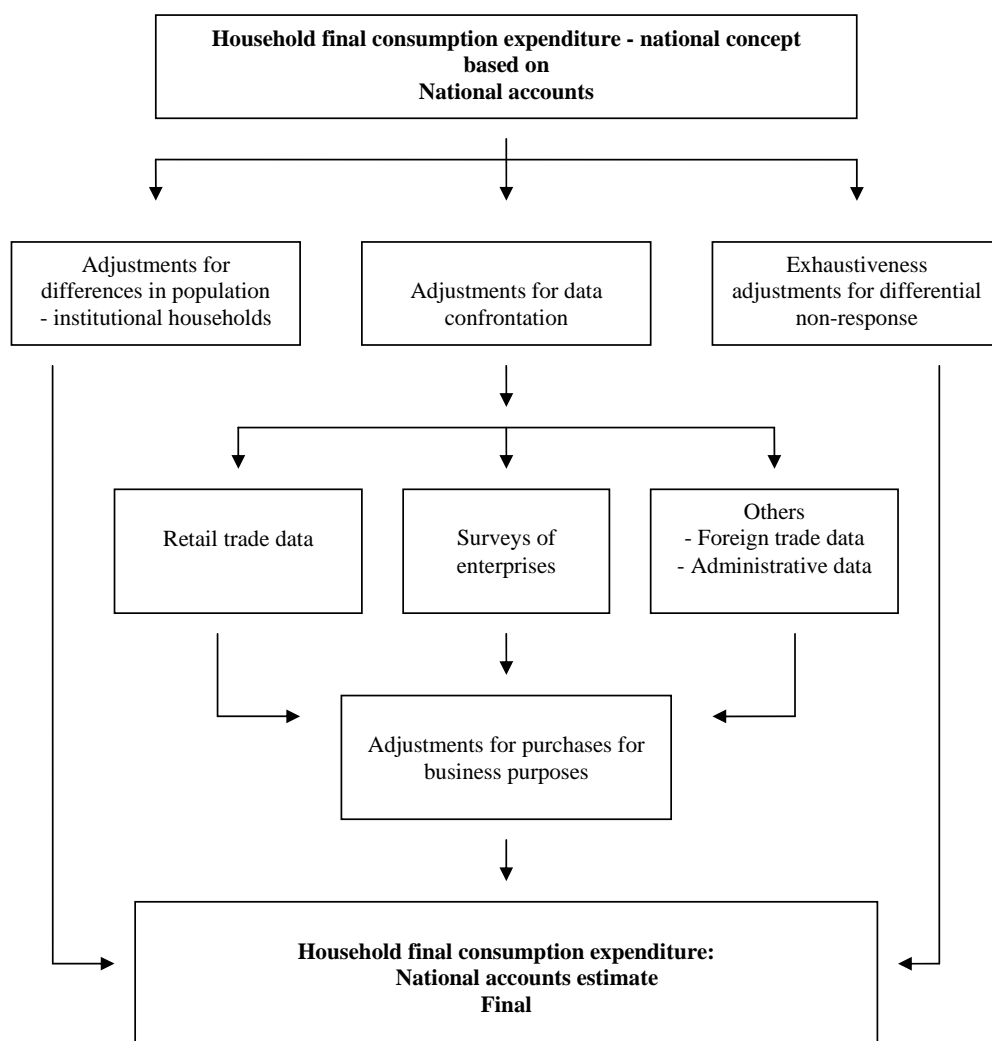 Household final consumption expenditure - national concept
based on
National accounts
Adjustments for
differences in population
- institutional households
Adjustments for data
confrontation
Exhaustiveness
adjustments for differential
non-response
Retail trade data
Surveys of
enterprises
Others
- Foreign trade data
- Administrative data
Adjustments for purchases for
business purposes
Household final consumption expenditure:
National accounts estimate
Final